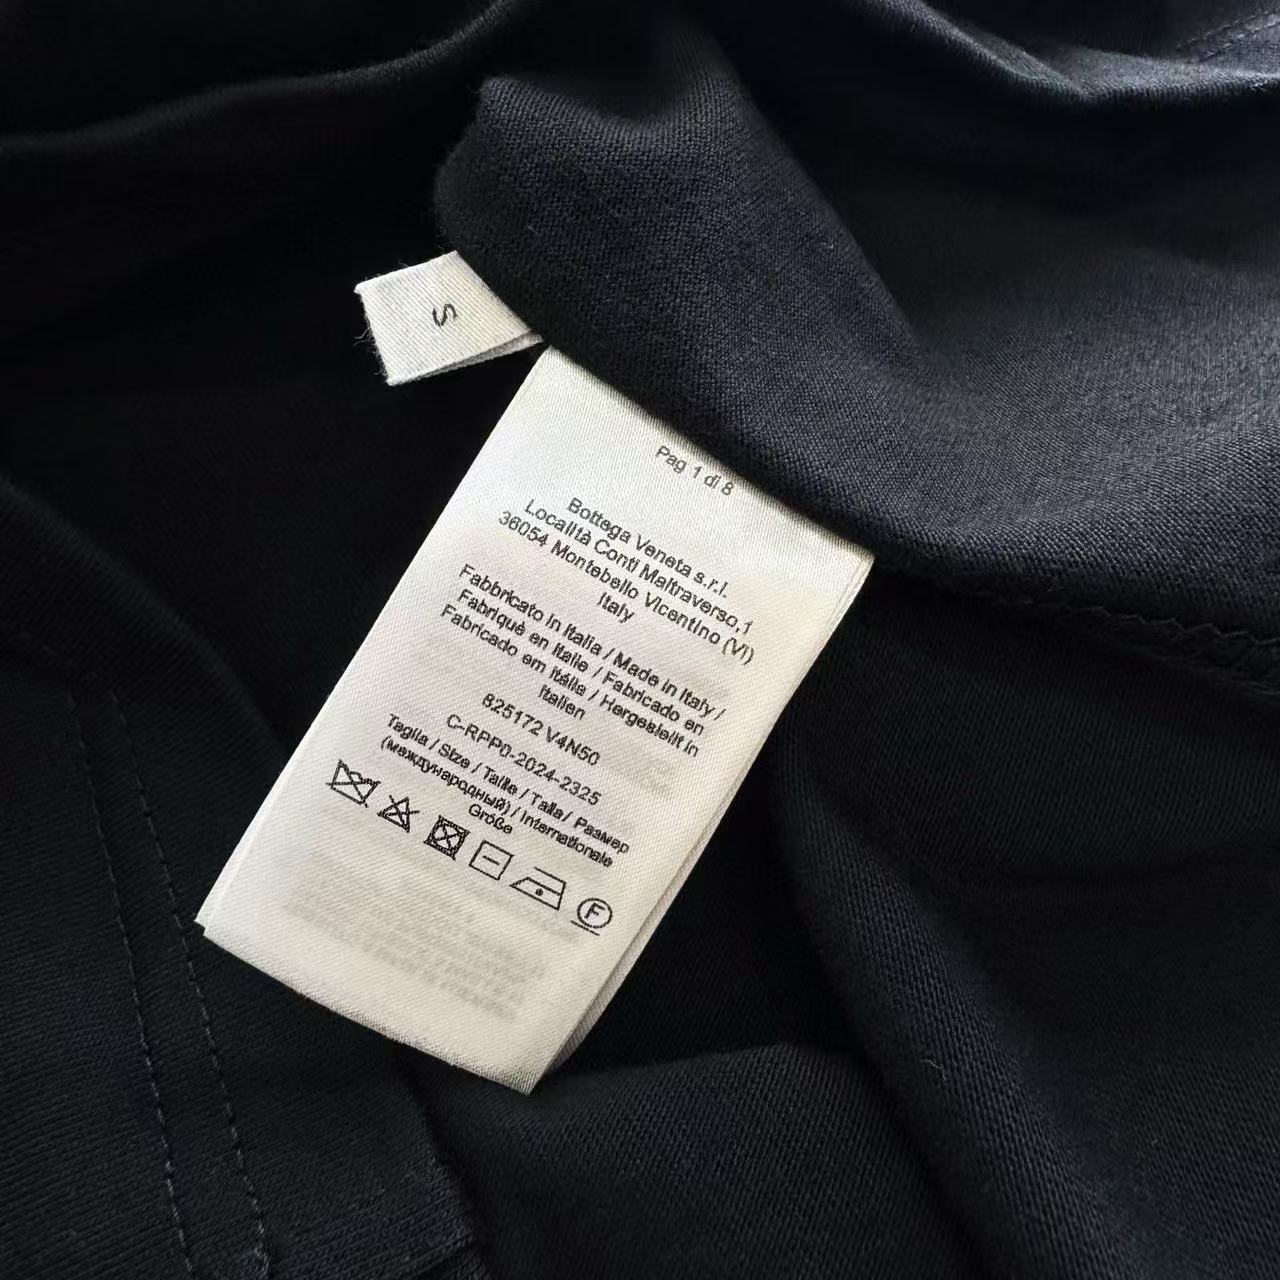 S
Pag 1 di 8
Bottega Veneta s.r.l.
Località Conti Maltraverso,1
36054 Montebello Vicentino (VI)
Italy
Fabbricato in Italia / Made in Italy /
Fabriqué en Italie / Fabricado en
Fabricado em Itália / Hergestellt in
Italien
825172 V4N50
C-RPP0-2024-2325
Taglia / Size / Taille / Talla / Размер
(международный) / Internationale
Größe
F